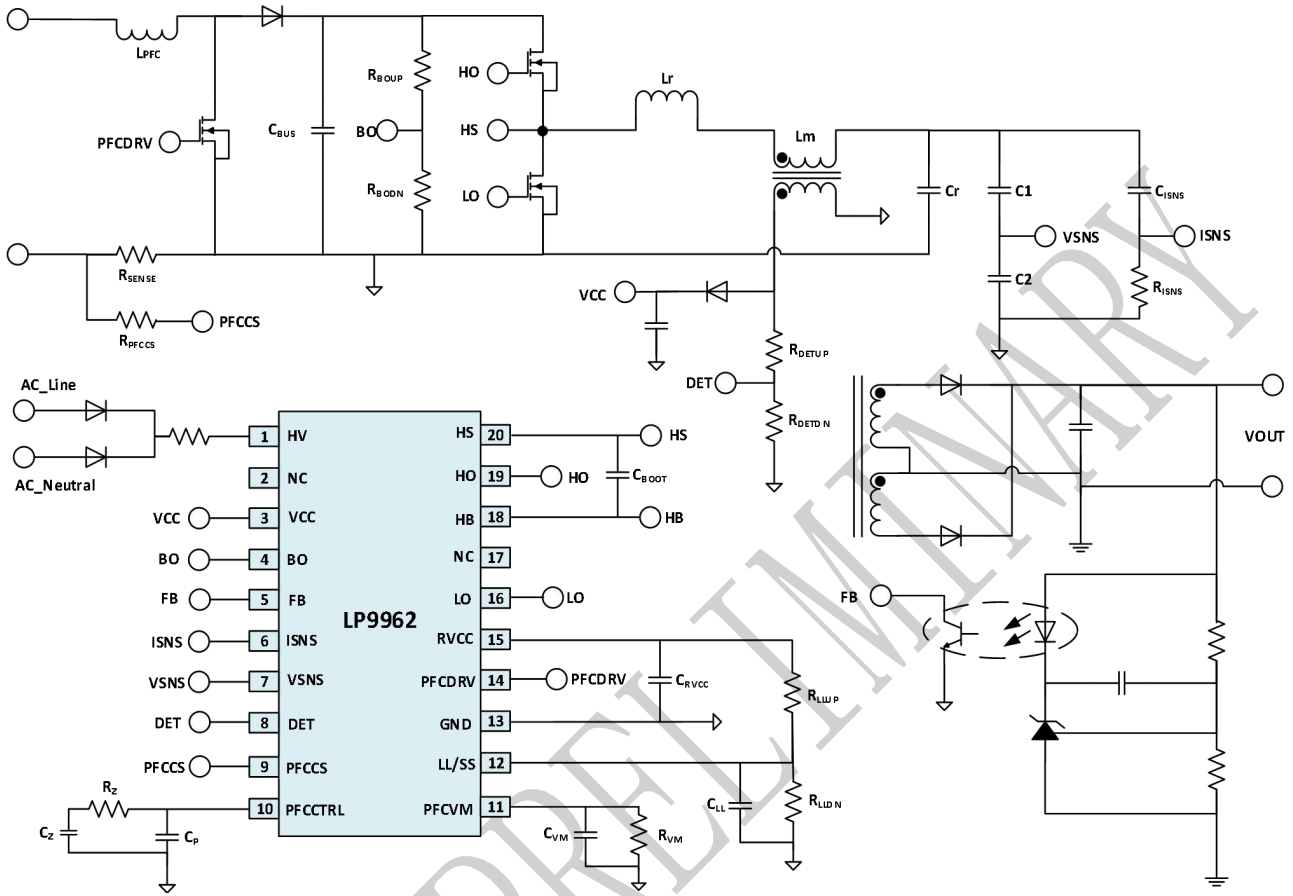 LPFC
RBOUP
HO
Lr
CBUS
BO
HS
Lm
PFCDRV
RBODN
LO
Cr
C1
CISNS
VSNS
ISNS
RSENSE
C2
RISNS
VCC
RPFCCS
PFCCS
RDETUP
DET
RDETDN
VOUT
AC_Line
AC_Neutral
LP9962
1 HV
2 NC
VCC 3 VCC
BO 4 BO
FB 5 FB
ISNS 6 ISNS
VSNS 7 VSNS
DET 8 DET
PFCCS 9 PFCCS
10 PFCCTRL
RZ
CZ
CP
HS 20 HS
HO 19 HO
CBOOT
HB 18 HB
NC 17
LO 16 LO
RVCC 15
PFCDRV 14 PFCDRV
CRVCC
RLLUP
GND 13
LL/SS 12
PFCVM 11
CLL
RLLDN
CVM
RVM
FB
PRELIMINARY